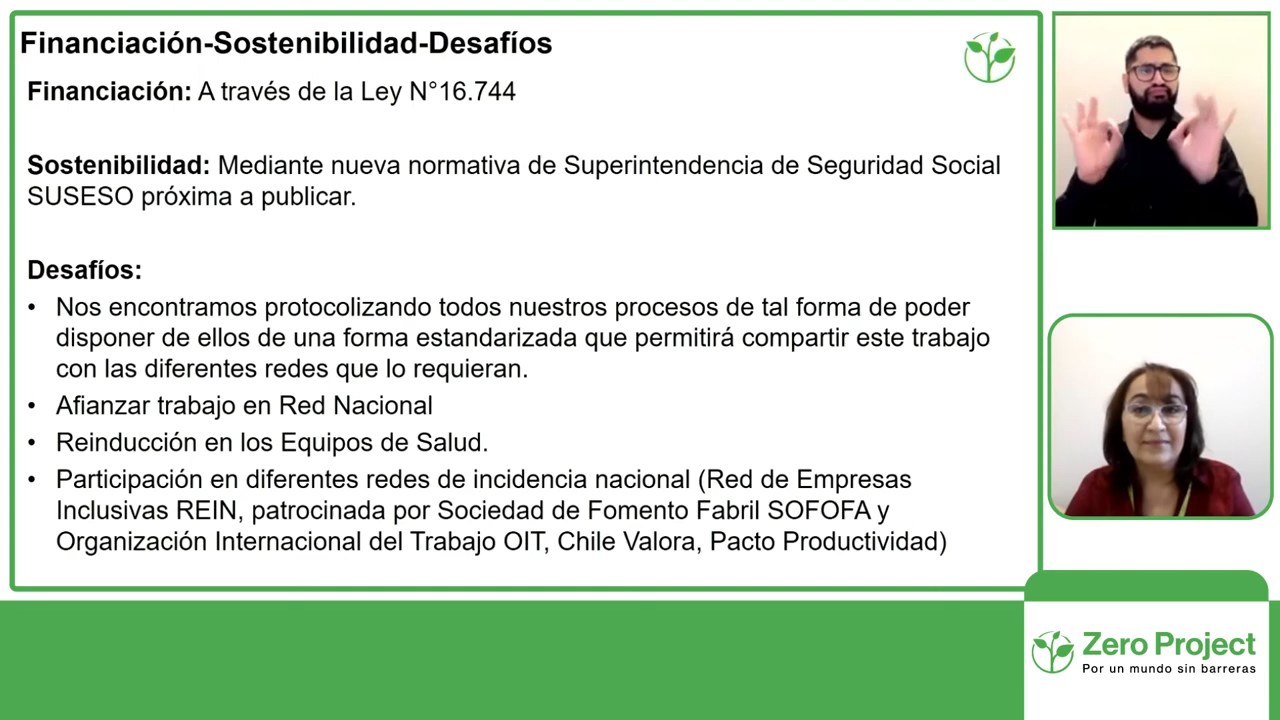 Financiación-Sostenibilidad-Desafíos
Financiación: A través de la Ley N°16.744
Sostenibilidad: Mediante nueva normativa de Superintendencia de Seguridad Social
SUSESO próxima a publicar.
Desafíos:
• Nos encontramos protocolizando todos nuestros procesos de tal forma de poder
disponer de ellos de una forma estandarizada que permitirá compartir este trabajo
con las diferentes redes que lo requieran.
• Afianzar trabajo en Red Nacional
• Reinducción en los Equipos de Salud.
• Participación en diferentes redes de incidencia nacional (Red de Empresas
Inclusivas REIN, patrocinada por Sociedad de Fomento Fabril SOFOFA y
Organización Internacional del Trabajo OIT, Chile Valora, Pacto Productividad)
Zero Project
Por un mundo sin barreras